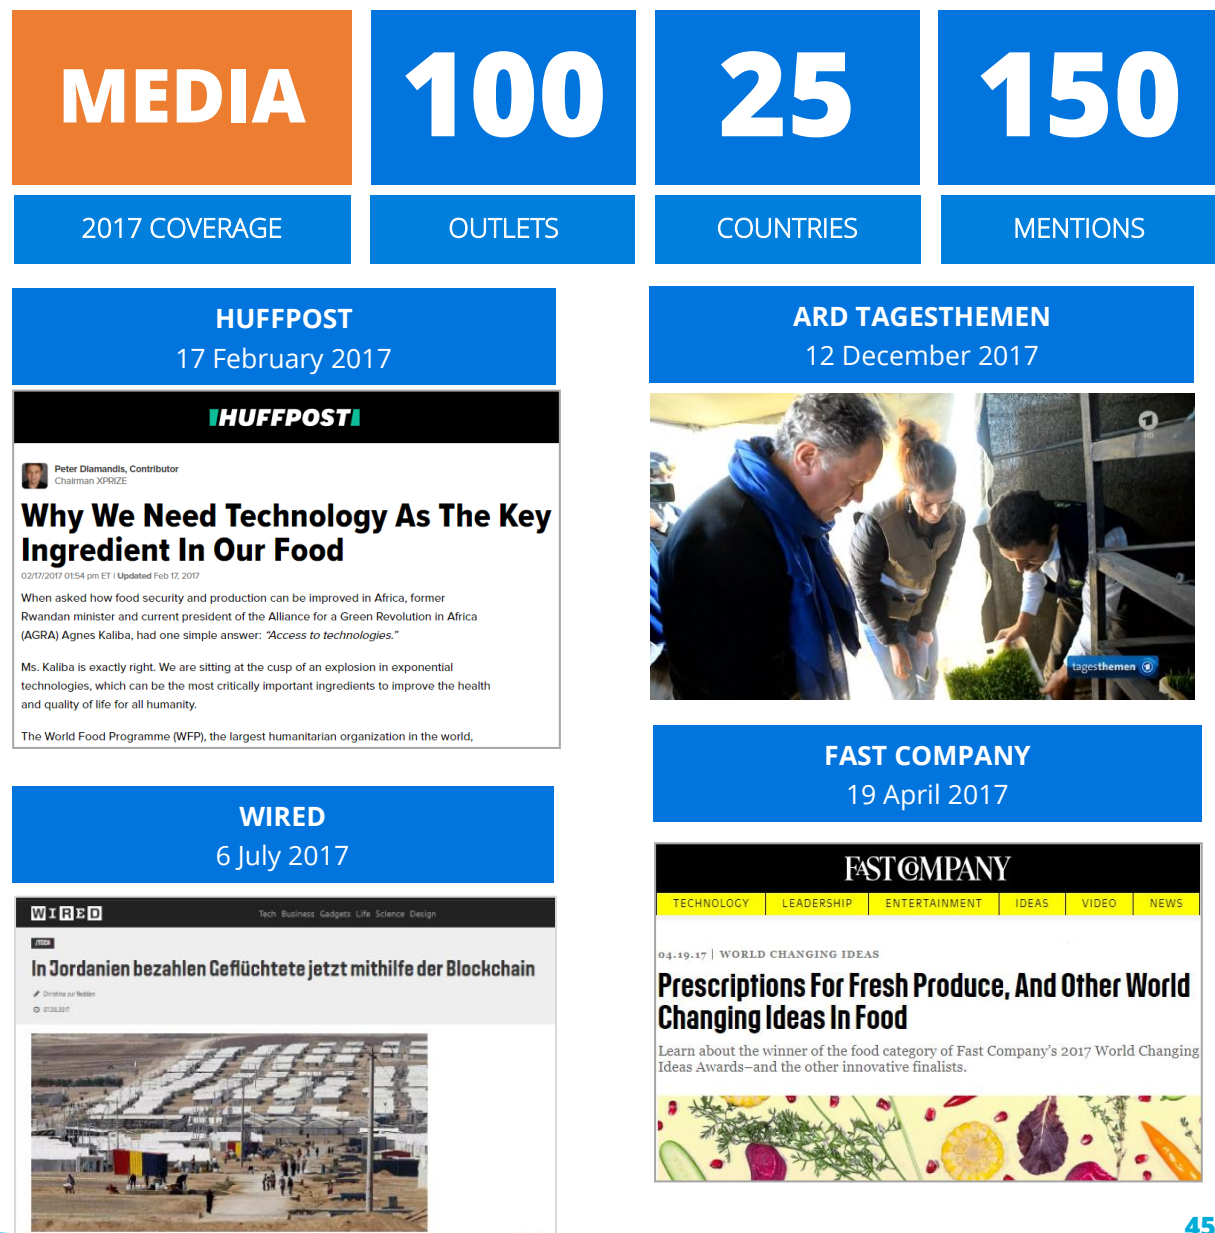 MEDIA
100
25
150
2017 COVERAGE
OUTLETS
COUNTRIES
MENTIONS
HUFFPOST
17 February 2017
HUFFPOST
Peter Diamandis, Contributor
Chairman XPRIZE
Why We Need Technology As The Key
Ingredient In Our Food
02/17/2017 01:54 pm ET | Updated Feb 17, 2017
When asked how food security and production can be improved in Africa, former
Rwandan minister and current president of the Alliance for a Green Revolution in Africa
(AGRA) Agnes Kaliba, had one simple answer: "Access to technologies."
Ms. Kaliba is exactly right. We are sitting at the cusp of an explosion in exponential
technologies, which can be the most critically important ingredients to improve the health
and quality of life for all humanity.
The World Food Programme (WFP), the largest humanitarian organization in the world,
ARD TAGESTHEMEN
12 December 2017
1
HD
tagesthemen 1
WIRED
6 July 2017
WIRED
Tech Business Gadgets Life Science Design
/TECH
In Jordanien bezahlen Geflüchtete jetzt mithilfe der Blockchain
Christina zur Nedden
FAST COMPANY
19 April 2017
FAST COMPANY
TECHNOLOGY
LEADERSHIP
ENTERTAINMENT
IDEAS
VIDEO
NEWS
04.19.17 | WORLD CHANGING IDEAS
Prescriptions For Fresh Produce, And Other World
Changing Ideas In Food
Learn about the winner of the food category of Fast Company's 2017 World Changing
Ideas Awards–and the other innovative finalists.
45